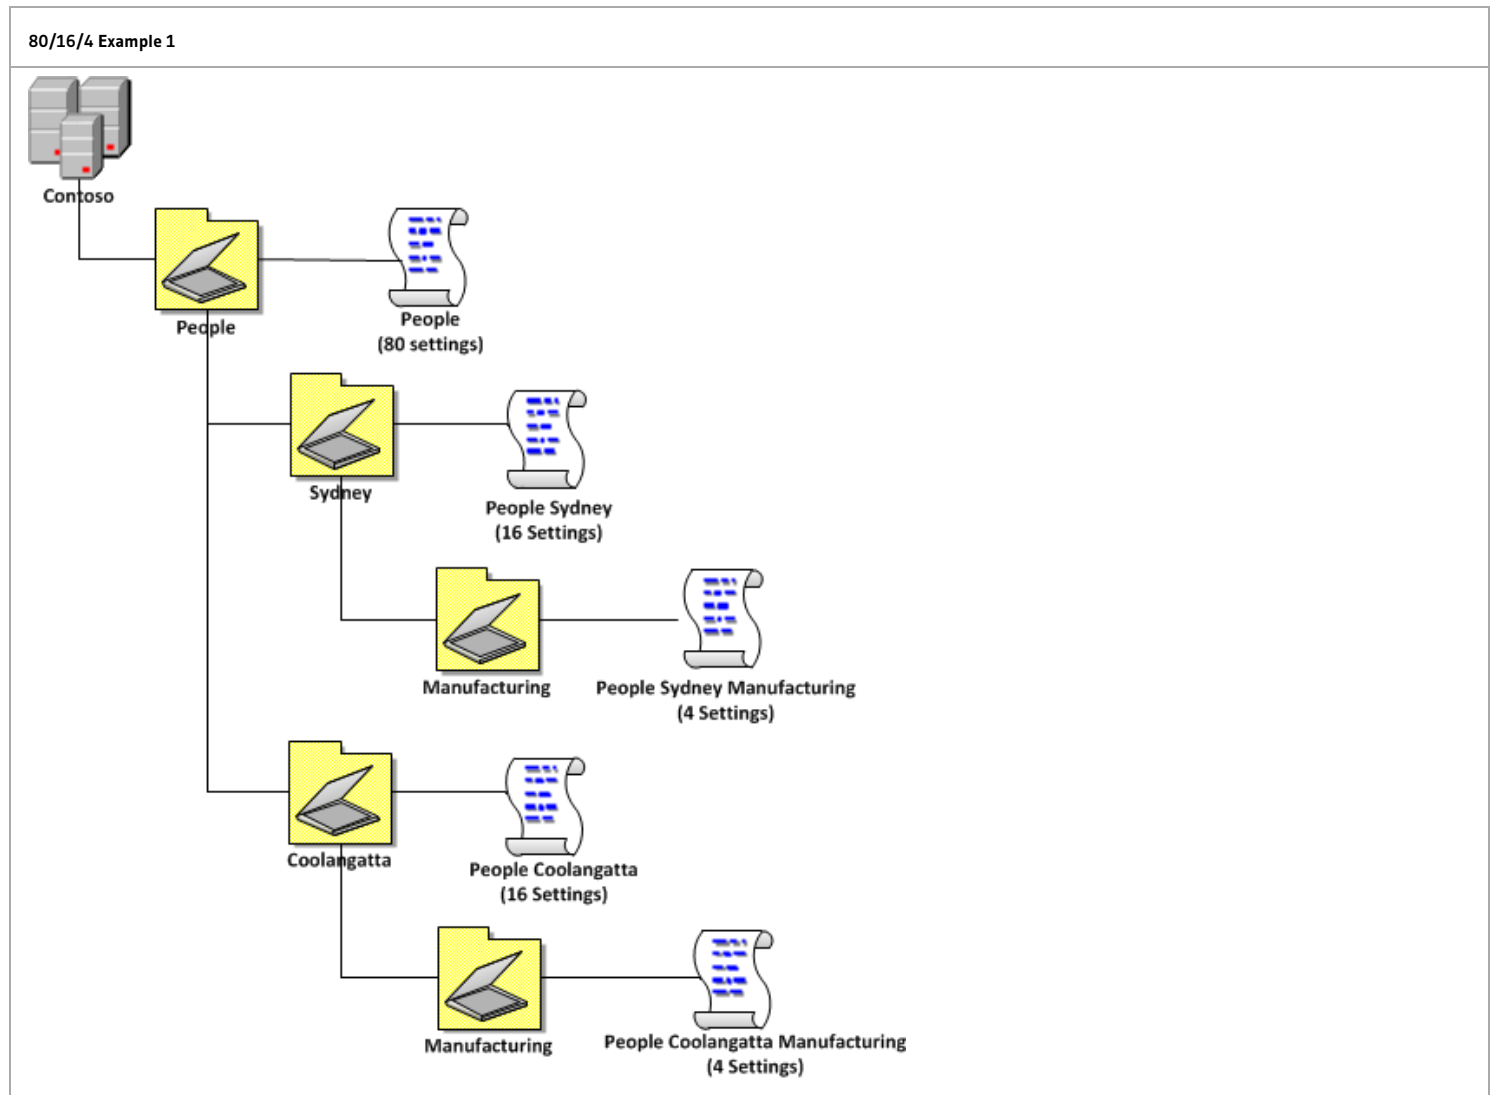 80/16/4 Example 1
Contoso
People
People
(80 settings)
Sydney
People Sydney
(16 Settings)
Manufacturing
People Sydney Manufacturing
(4 Settings)
Coolangatta
People Coolangatta
(16 Settings)
Manufacturing
People Coolangatta Manufacturing
(4 Settings)